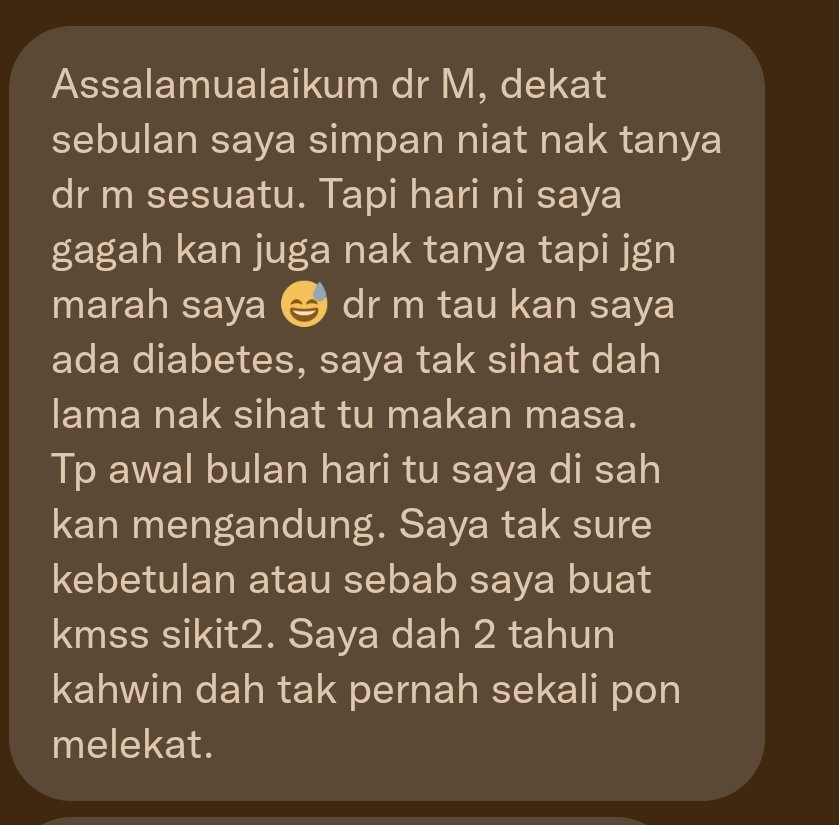 Assalamualaikum dr M, dekat
sebulan saya simpan niat nak tanya
dr m sesuatu. Tapi hari ni saya
gagah kan juga nak tanya tapi jgn
marah saya 😅 dr m tau kan saya
ada diabetes, saya tak sihat dah
lama nak sihat tu makan masa.
Tp awal bulan hari tu saya di sah
kan mengandung. Saya tak sure
kebetulan atau sebab saya buat
kmss sikit2. Saya dah 2 tahun
kahwin dah tak pernah sekali pon
melekat.